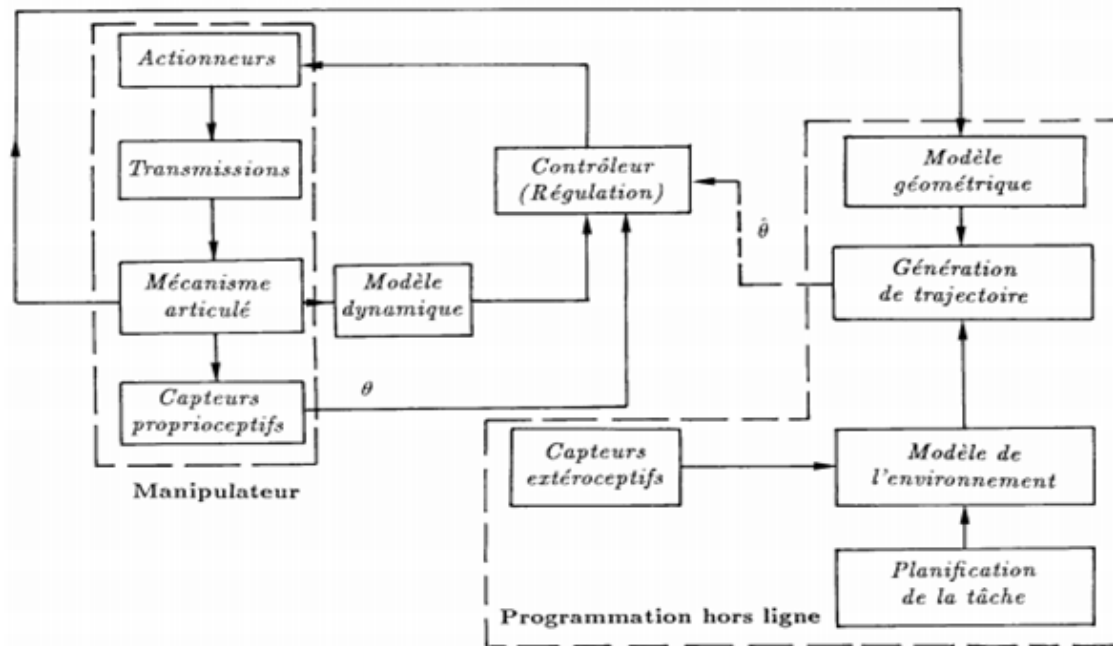 Actionneurs
Transmissions
Mécanisme
articulé
Capteurs
proprioceptifs
Manipulateur
Modèle
dynamique
θ
Contrôleur
(Régulation)
θ̂
Modèle
géométrique
Génération
de trajectoire
Capteurs
extéroceptifs
Modèle de
l'environnement
Planification
de la tâche
Programmation hors ligne